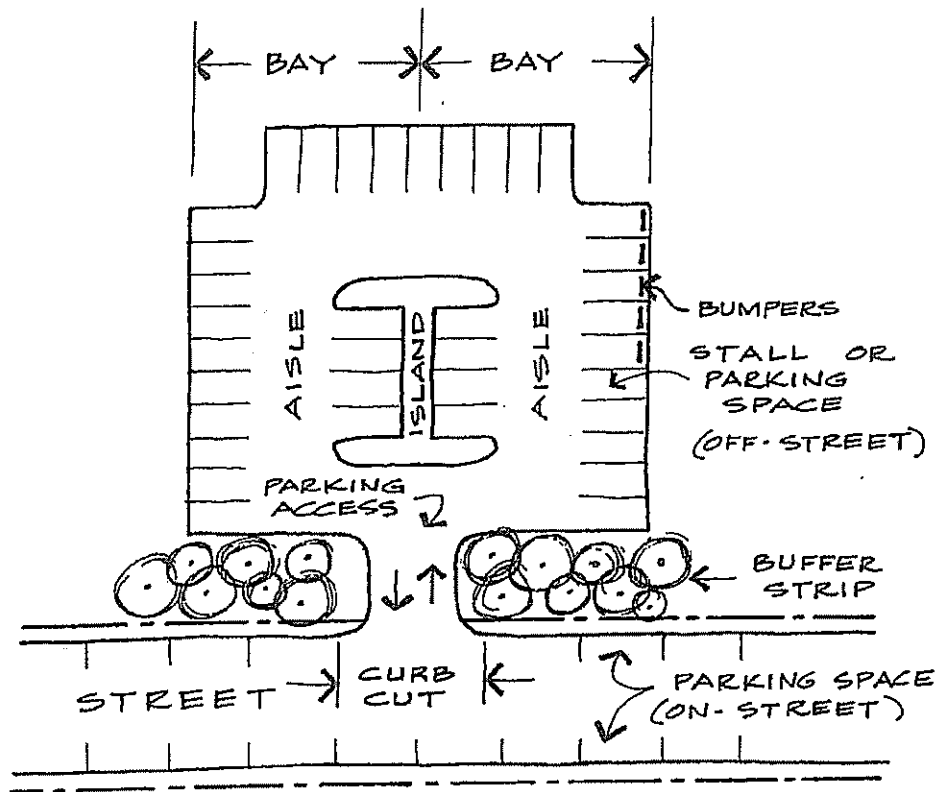 BAY
BAY
AISLE
ISLAND
AISLE
BUMPERS
STALL OR
PARKING
SPACE
(OFF-STREET)
PARKING
ACCESS
BUFFER
STRIP
STREET
CURB
CUT
PARKING SPACE
(ON-STREET)